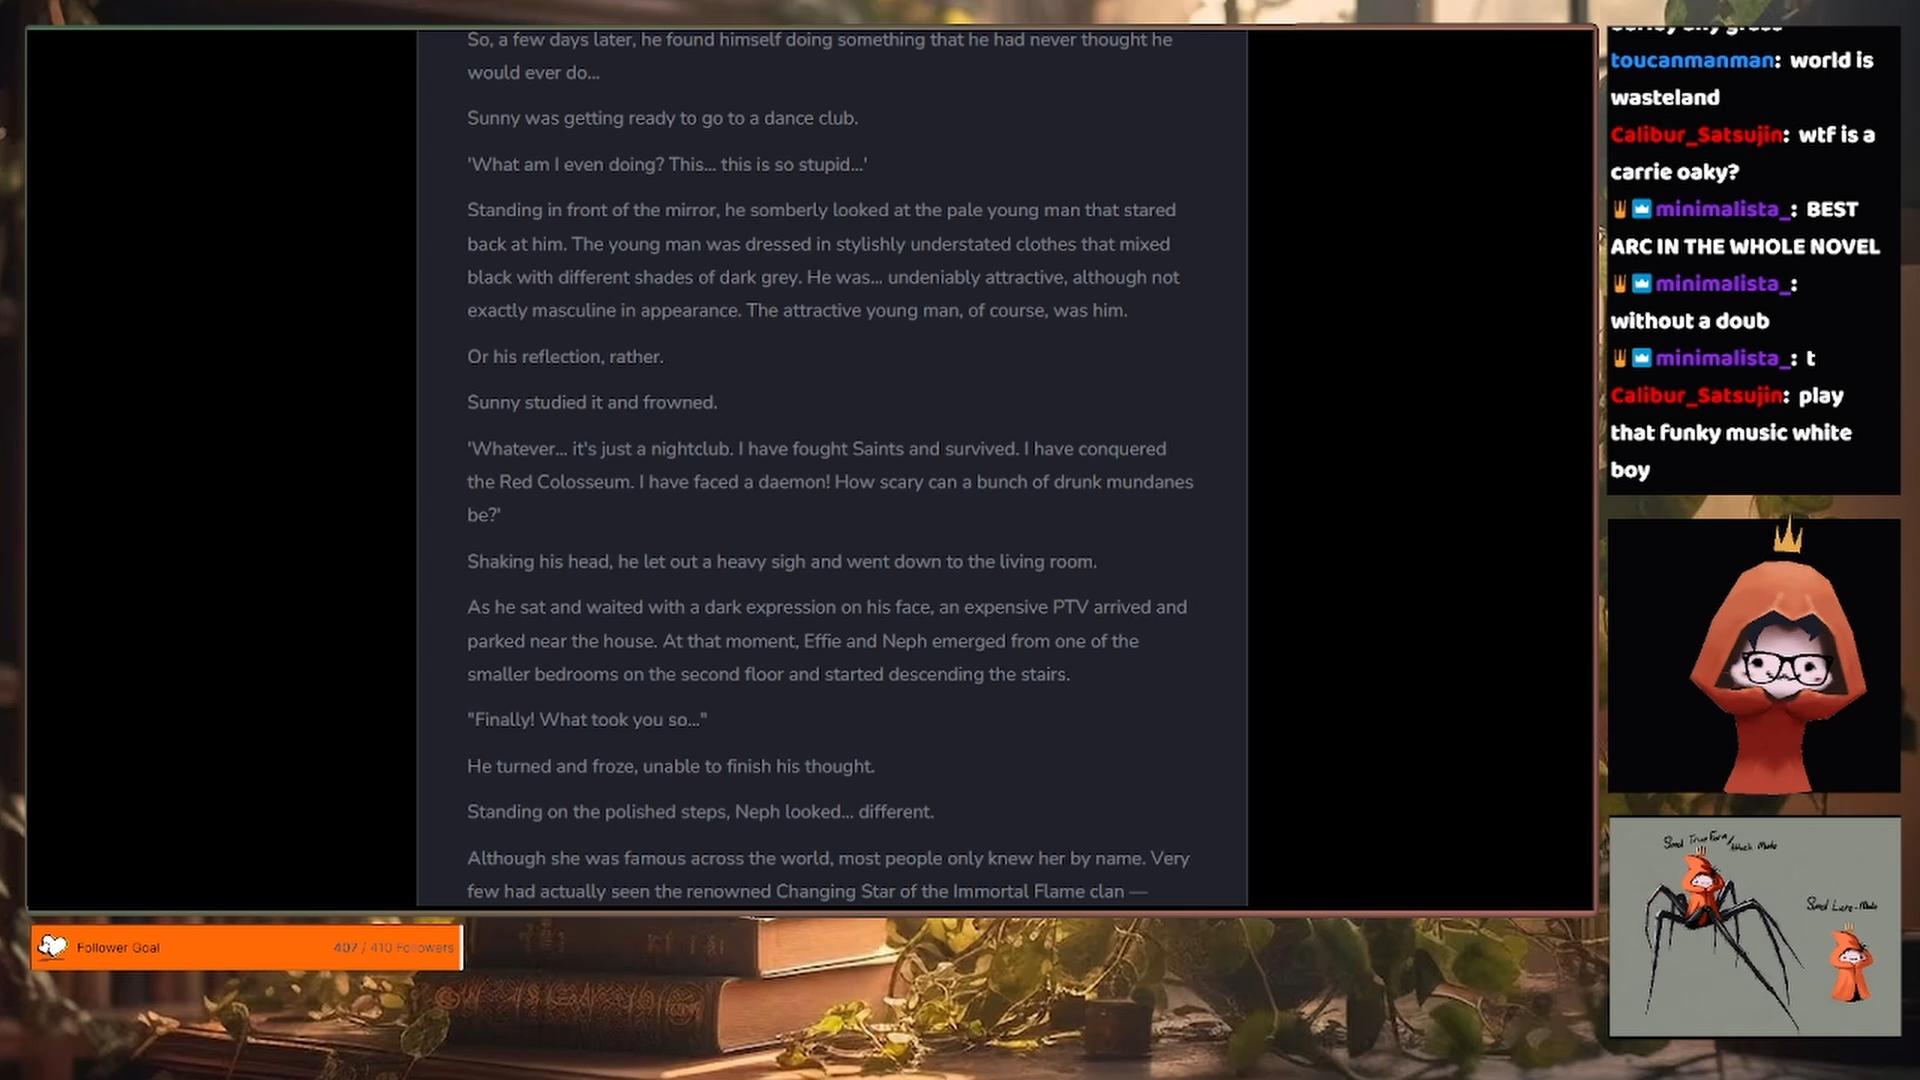 So, a few days later, he found himself doing something that he had never thought he
would ever do...
Sunny was getting ready to go to a dance club.
'What am I even doing? This... this is so stupid...'
Standing in front of the mirror, he somberly looked at the pale young man that stared
back at him. The young man was dressed in stylishly understated clothes that mixed
black with different shades of dark grey. He was... undeniably attractive, although not
exactly masculine in appearance. The attractive young man, of course, was him.
Or his reflection, rather.
Sunny studied it and frowned.
'Whatever... it's just a nightclub. I have fought Saints and survived. I have conquered
the Red Colosseum. I have faced a daemon! How scary can a bunch of drunk mundanes
be?'
Shaking his head, he let out a heavy sigh and went down to the living room.
As he sat and waited with a dark expression on his face, an expensive PTV arrived and
parked near the house. At that moment, Effie and Neph emerged from one of the
smaller bedrooms on the second floor and started descending the stairs.
"Finally! What took you so..."
He turned and froze, unable to finish his thought.
Standing on the polished steps, Neph looked... different.
Although she was famous across the world, most people only knew her by name. Very
few had actually seen the renowned Changing Star of the Immortal Flame clan —
toucanmanman: world is
wasteland
Calibur_Satsujin: wtf is a
carrie oaky?
minimalista_: BEST
ARC IN THE WHOLE NOVEL
minimalista_:
without a doub
minimalista_: t
Calibur_Satsujin: play
that funky music white
boy
Follower Goal
407 / 410 Followers